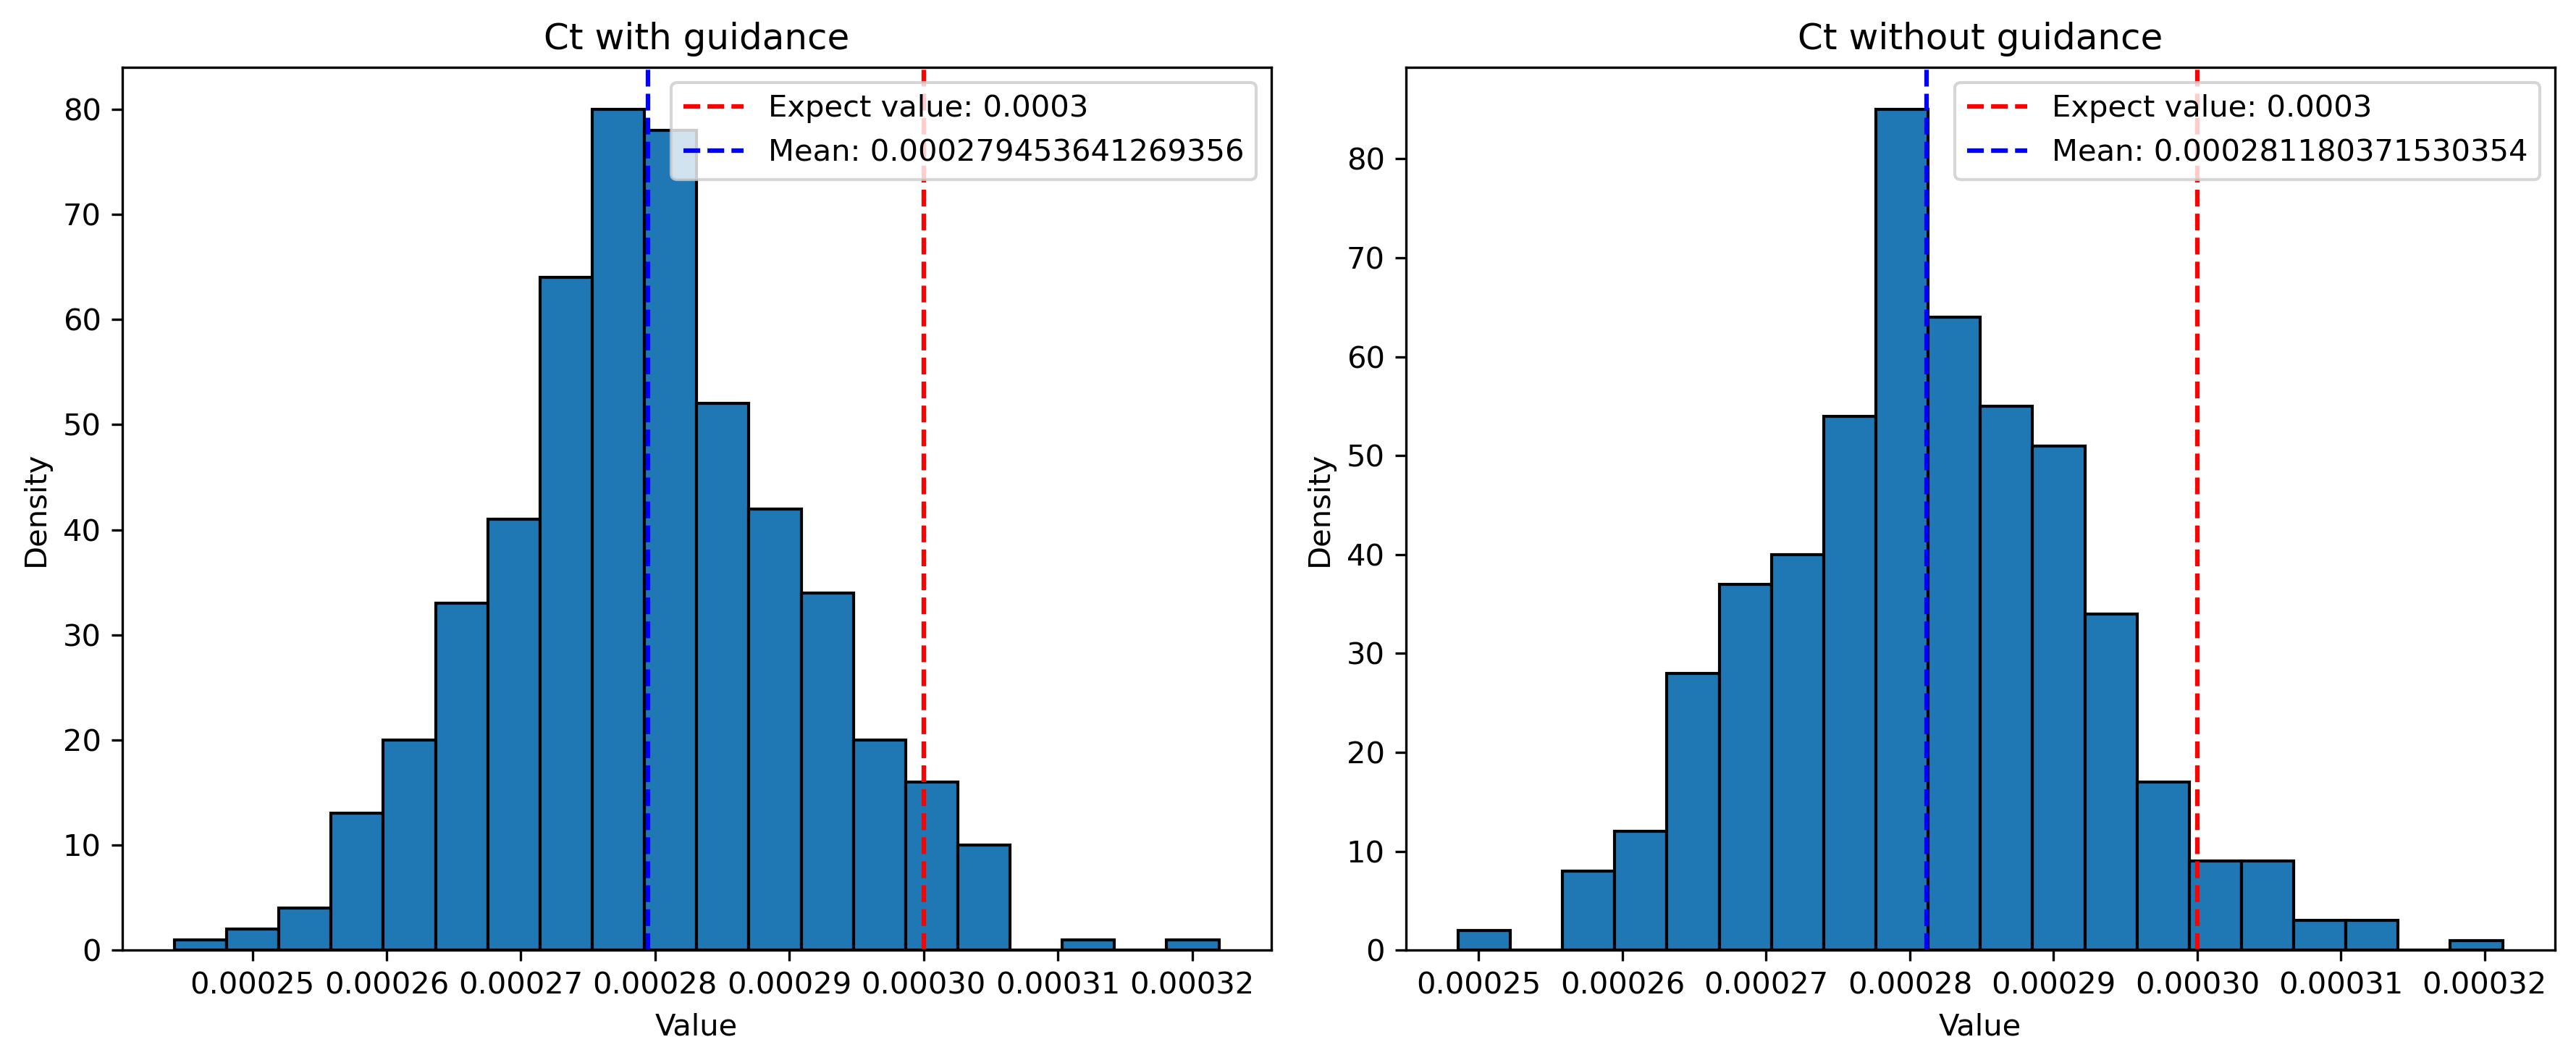 Ct with guidance
Expect value: 0.0003
Mean: 0.000279453641269356
80
70
60
50
40
30
20
10
0
Density
0.00025 0.00026 0.00027 0.00028 0.00029 0.00030 0.00031 0.00032
Value
Ct without guidance
Expect value: 0.0003
Mean: 0.000281180371530354
80
70
60
50
40
30
20
10
0
Density
0.00025 0.00026 0.00027 0.00028 0.00029 0.00030 0.00031 0.00032
Value